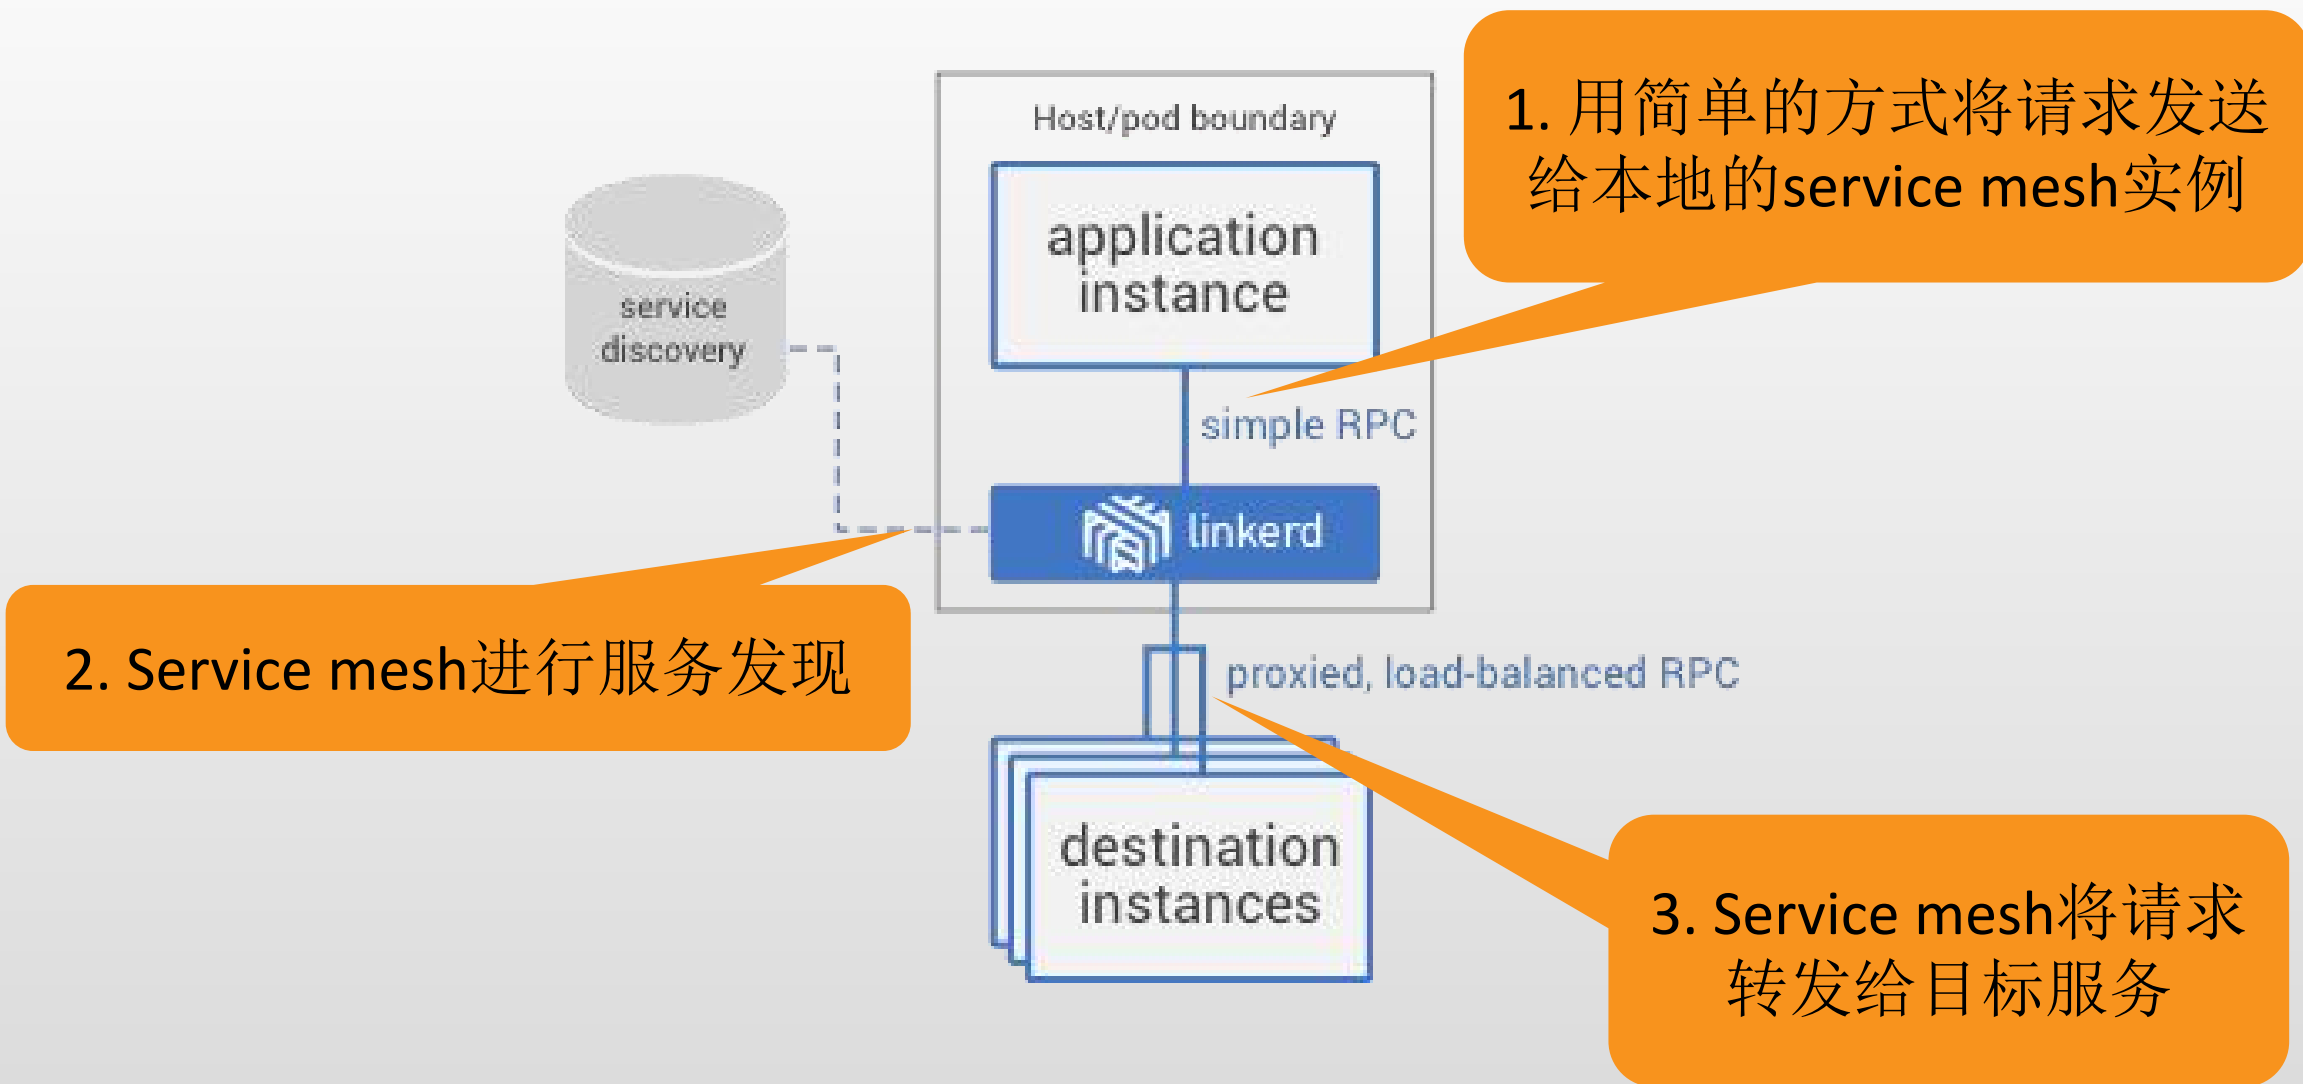 1. 用简单的方式将请求发送
给本地的service mesh实例
Host/pod boundary
application
instance
service
discovery
simple RPC
linkerd
2. Service mesh进行服务发现
proxied, load-balanced RPC
destination
instances
3. Service mesh将请求
转发给目标服务